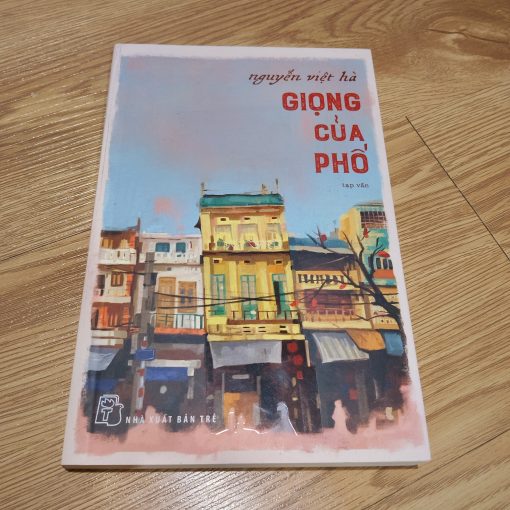 nguyễn việt hà
GIỌNG
CỦA
PHỐ
tạp văn
NHÀ XUẤT BẢN TRẺ